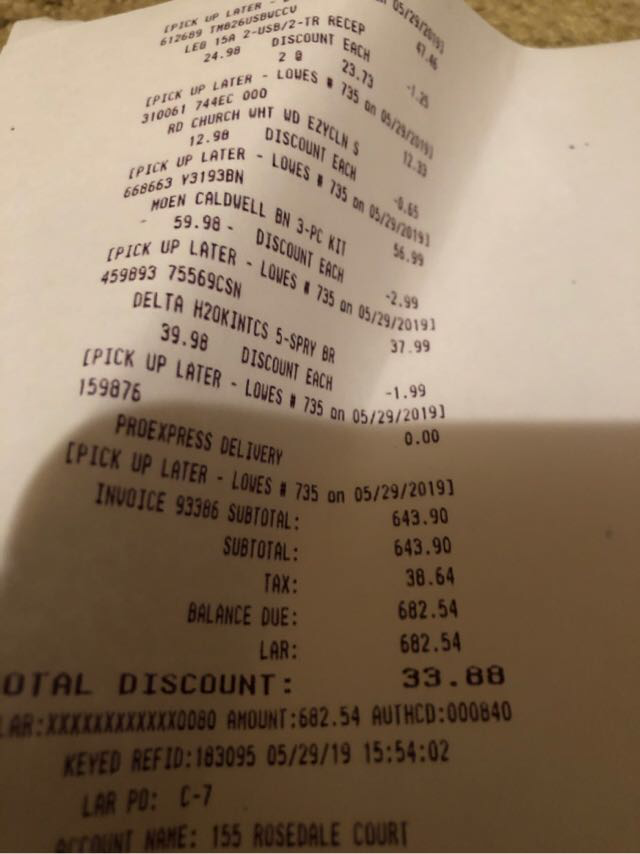 [PICK UP LATER - on 05/29/2019]
612689 TM826USBWCCV 47.46
LEG 15A 2-USB/2-TR RECEP
24.98 DISCOUNT EACH -1.25
2 @ 23.73
[PICK UP LATER - LOWES # 735 on 05/29/2019]
310061 744EC 000 12.33
RD CHURCH WHT WD EZYCLN S
12.98 DISCOUNT EACH -0.65
[PICK UP LATER - LOWES # 735 on 05/29/2019]
668663 Y3193BN 56.99
MOEN CALDWELL BN 3-PC KIT
59.98 - DISCOUNT EACH -2.99
[PICK UP LATER - LOWES # 735 on 05/29/2019]
459893 75569CSN 37.99
DELTA H2OKINTCS 5-SPRY BR
39.98 DISCOUNT EACH -1.99
[PICK UP LATER - LOWES # 735 on 05/29/2019]
159876 0.00
PROEXPRESS DELIVERY
[PICK UP LATER - LOWES # 735 on 05/29/2019]
INVOICE 93386 SUBTOTAL: 643.90
SUBTOTAL: 643.90
TAX: 38.64
BALANCE DUE: 682.54
LAR: 682.54
OTAL DISCOUNT: 33.88
LAR:XXXXXXXXXXXX0080 AMOUNT:682.54 AUTHCD:000840
KEYED REFID:183095 05/29/19 15:54:02
LAR PO: C-7
ACCOUNT NAME: 155 ROSEDALE COURT